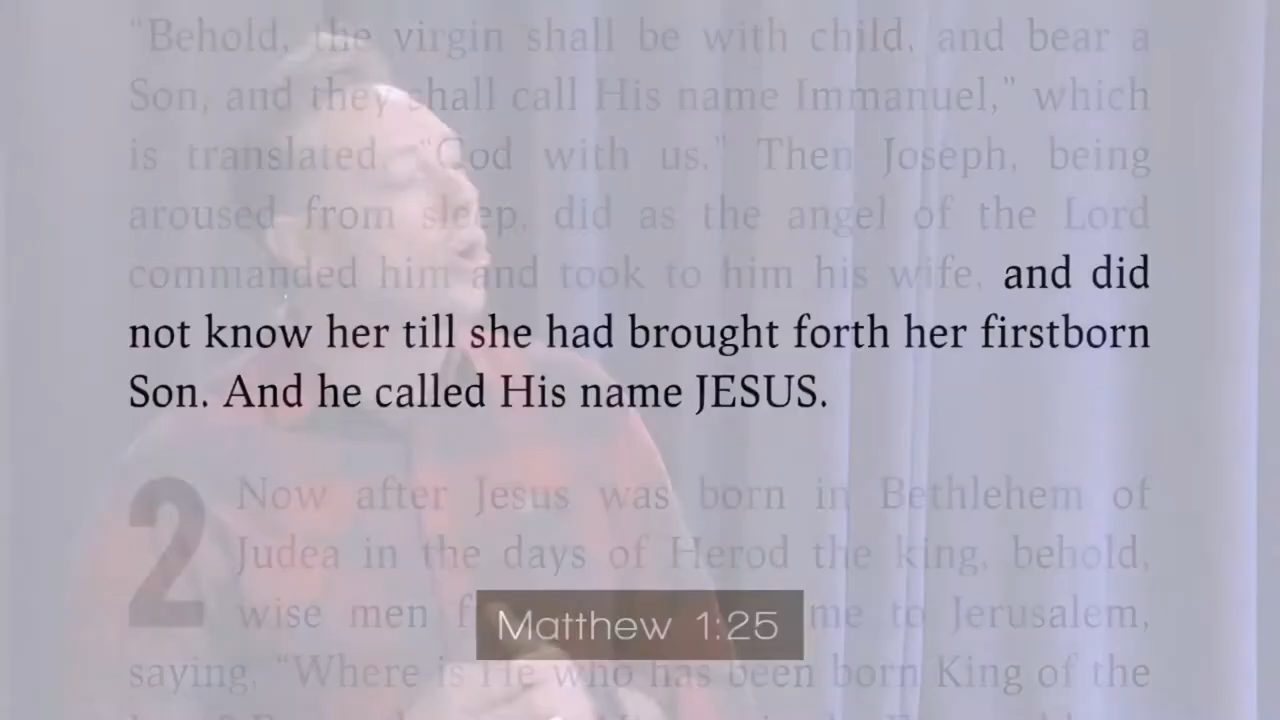 “Behold, the virgin shall be with child, and bear a
Son, and they shall call His name Immanuel,” which
is translated, “God with us.” Then Joseph, being
aroused from sleep, did as the angel of the Lord
commanded him and took to him his wife, and did
not know her till she had brought forth her firstborn
Son. And he called His name JESUS.
2 Now after Jesus was born in Bethlehem of
Judea in the days of Herod the king, behold,
wise men me to Jerusalem,
Matthew 1:25
saying, “Where is He who has been born King of the